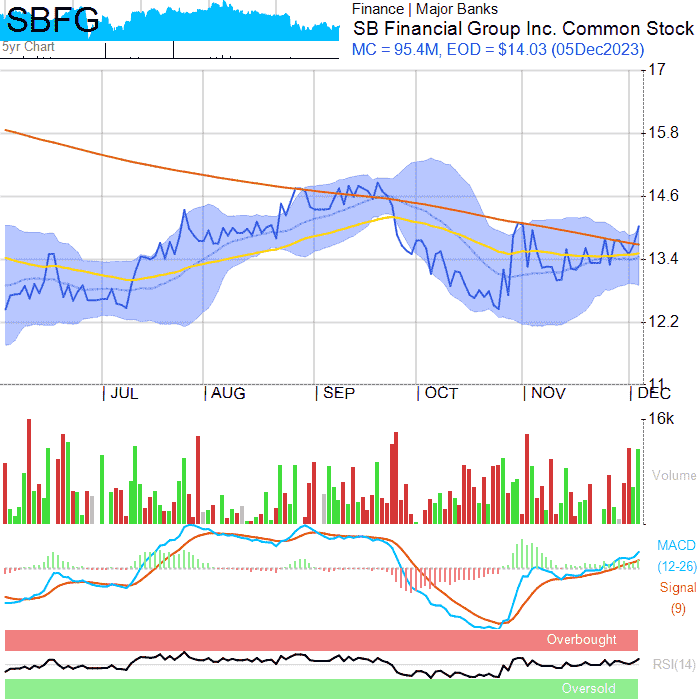 SBFG
5yr Chart
Finance | Major Banks
SB Financial Group Inc. Common Stock
MC = 95.4M, EOD = $14.03 (05Dec2023)
17
15.8
14.6
13.4
12.2
11
JUL
AUG
SEP
OCT
NOV
DEC
16k
Volume
MACD
(12-26)
Signal
(9)
Overbought
RSI(14)
Oversold